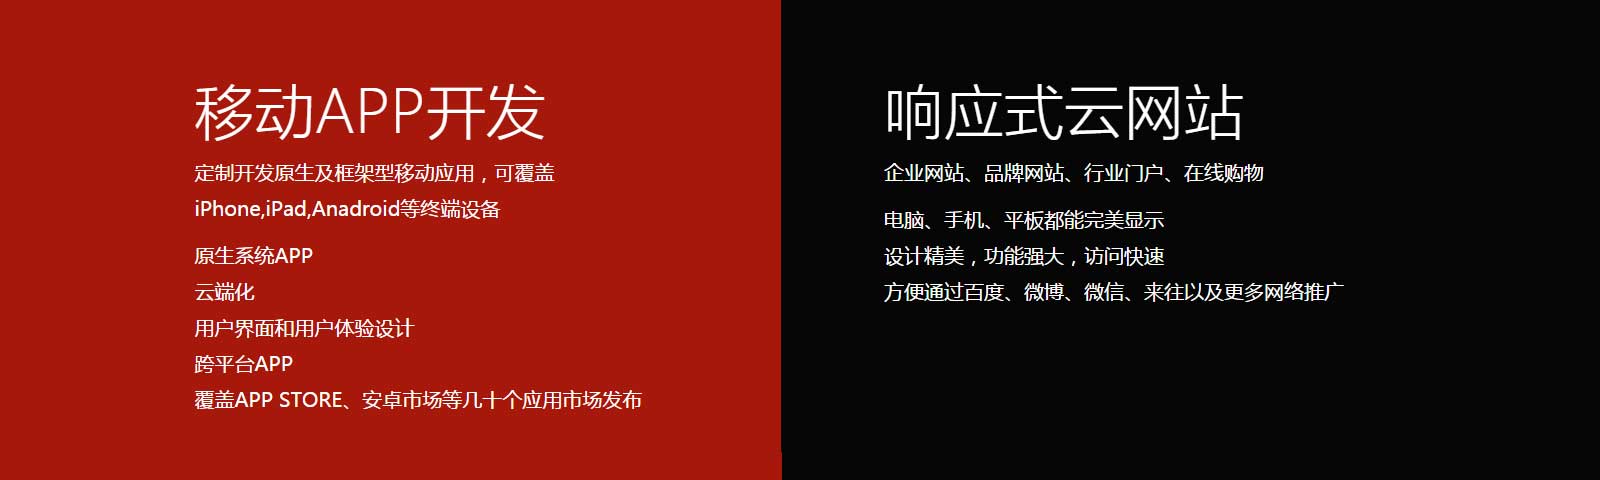 移动APP开发
定制开发原生及框架型移动应用，可覆盖
iPhone,iPad,Anadroid等终端设备
原生系统APP
云端化
用户界面和用户体验设计
跨平台APP
覆盖APP STORE、安卓市场等几十个应用市场发布
响应式云网站
企业网站、品牌网站、行业门户、在线购物
电脑、手机、平板都能完美显示
设计精美，功能强大，访问快速
方便通过百度、微博、微信、来往以及更多网络推广